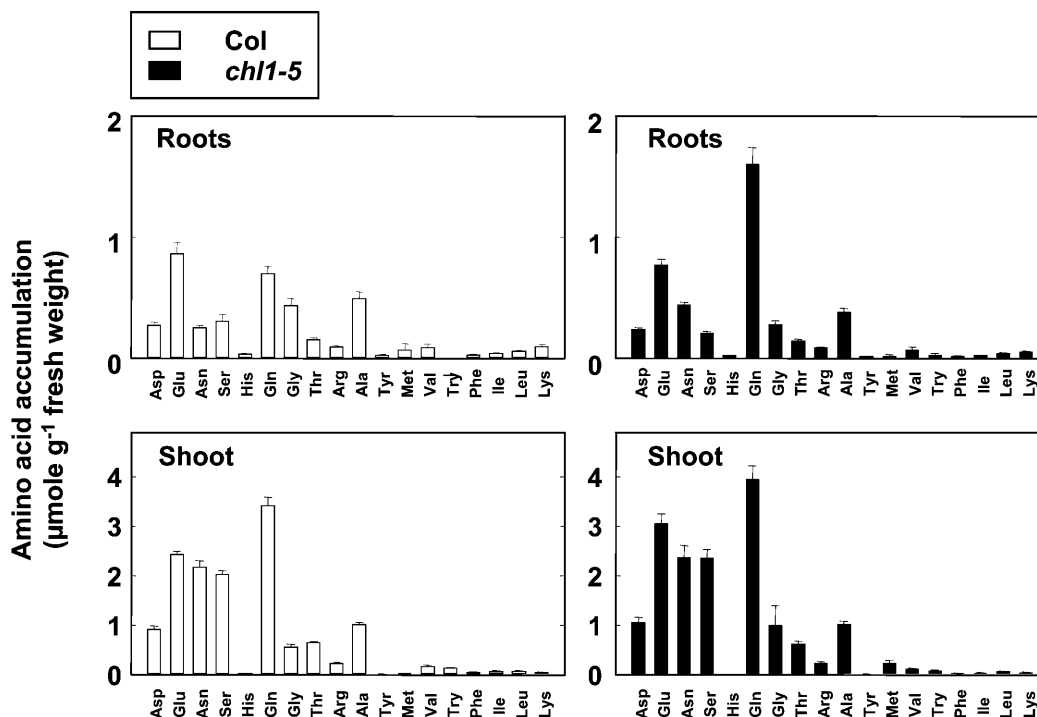 Col
chl1-5
Amino acid accumulation
(µmole g⁻¹ fresh weight)
Roots
2
1
0
Asp Glu Asn Ser His Gln Gly Thr Arg Ala Tyr Met Val Try Phe Ile Leu Lys
Roots
2
1
0
Asp Glu Asn Ser His Gln Gly Thr Arg Ala Tyr Met Val Try Phe Ile Leu Lys
Shoot
4
3
2
1
0
Asp Glu Asn Ser His Gln Gly Thr Arg Ala Tyr Met Val Try Phe Ile Leu Lys
Shoot
4
3
2
1
0
Asp Glu Asn Ser His Gln Gly Thr Arg Ala Tyr Met Val Try Phe Ile Leu Lys